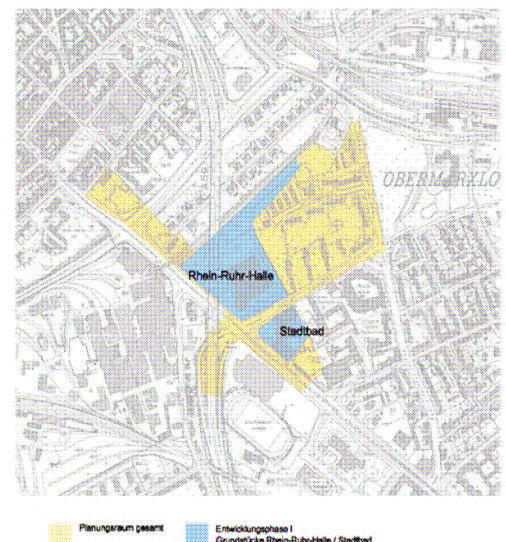 OBERMARXLO
Rhein-Ruhr-Halle
Stadtbad
Planungsraum gesamt
Entwicklungsphase I
Grundstücke Rhein-Ruhr-Halle / Stadtbad